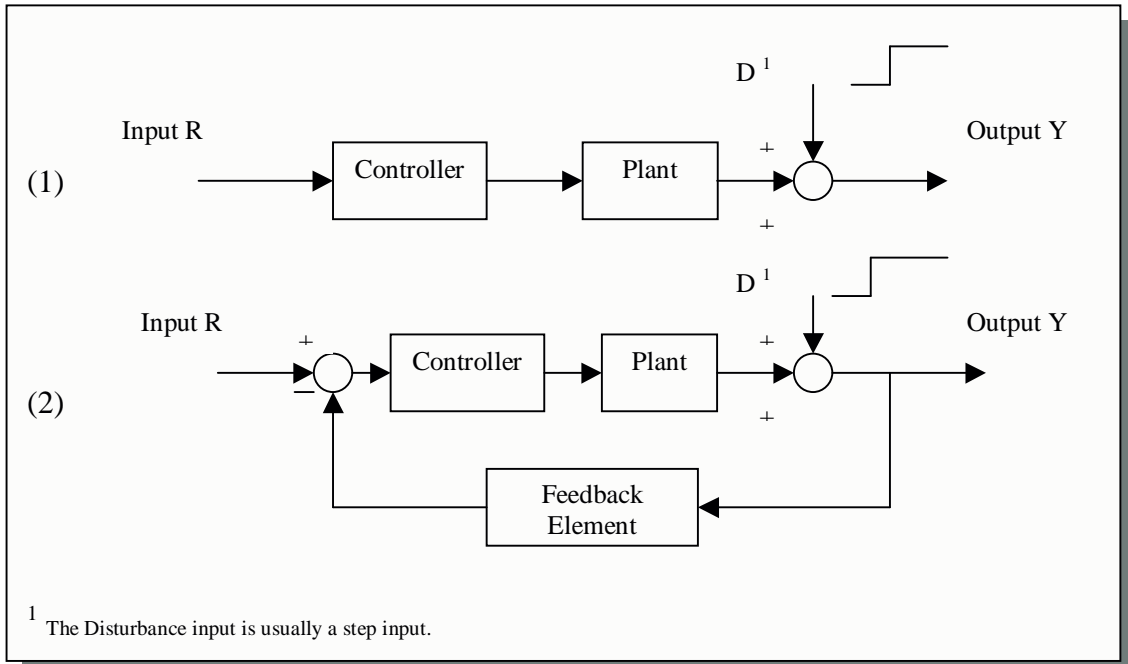 D 1
Input R
Output Y
(1)
Controller
Plant
+
+
D 1
Input R
Output Y
+
+
(2)
Controller
Plant
−
+
Feedback
Element
1 The Disturbance input is usually a step input.